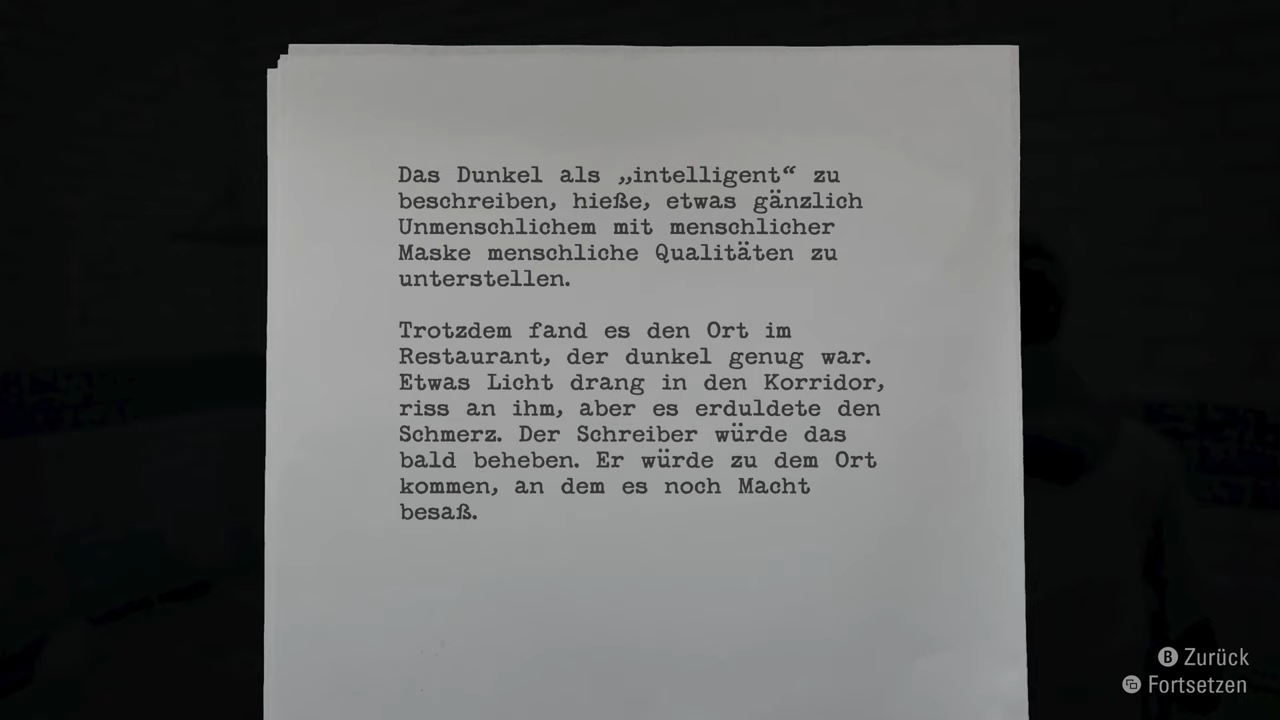 Das Dunkel als „intelligent“ zu
beschreiben, hieße, etwas gänzlich
Unmenschlichem mit menschlicher
Maske menschliche Qualitäten zu
unterstellen.
Trotzdem fand es den Ort im
Restaurant, der dunkel genug war.
Etwas Licht drang in den Korridor,
riss an ihm, aber es erduldete den
Schmerz. Der Schreiber würde das
bald beheben. Er würde zu dem Ort
kommen, an dem es noch Macht
besaß.
B Zurück
Fortsetzen